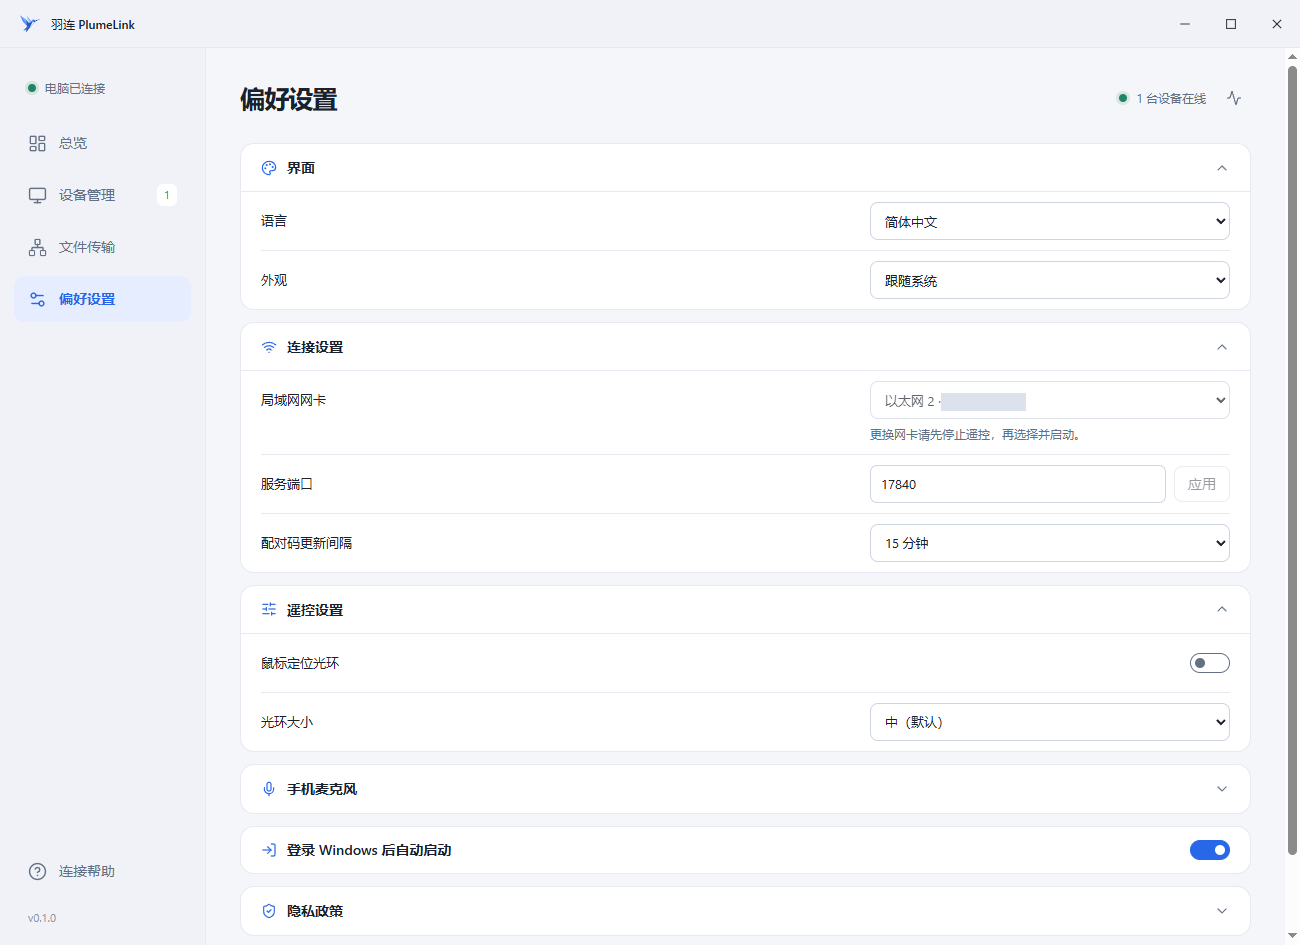 羽连 PlumeLink
电脑已连接
总览
设备管理 1
文件传输
偏好设置
连接帮助
v0.1.0
偏好设置
1 台设备在线
界面
语言 简体中文
外观 跟随系统
连接设置
局域网网卡 以太网 2 ·
更换网卡请先停止遥控，再选择并启动。
服务端口 17840 应用
配对码更新间隔 15 分钟
遥控设置
鼠标定位光环
光环大小 中（默认）
手机麦克风
登录 Windows 后自动启动
隐私政策